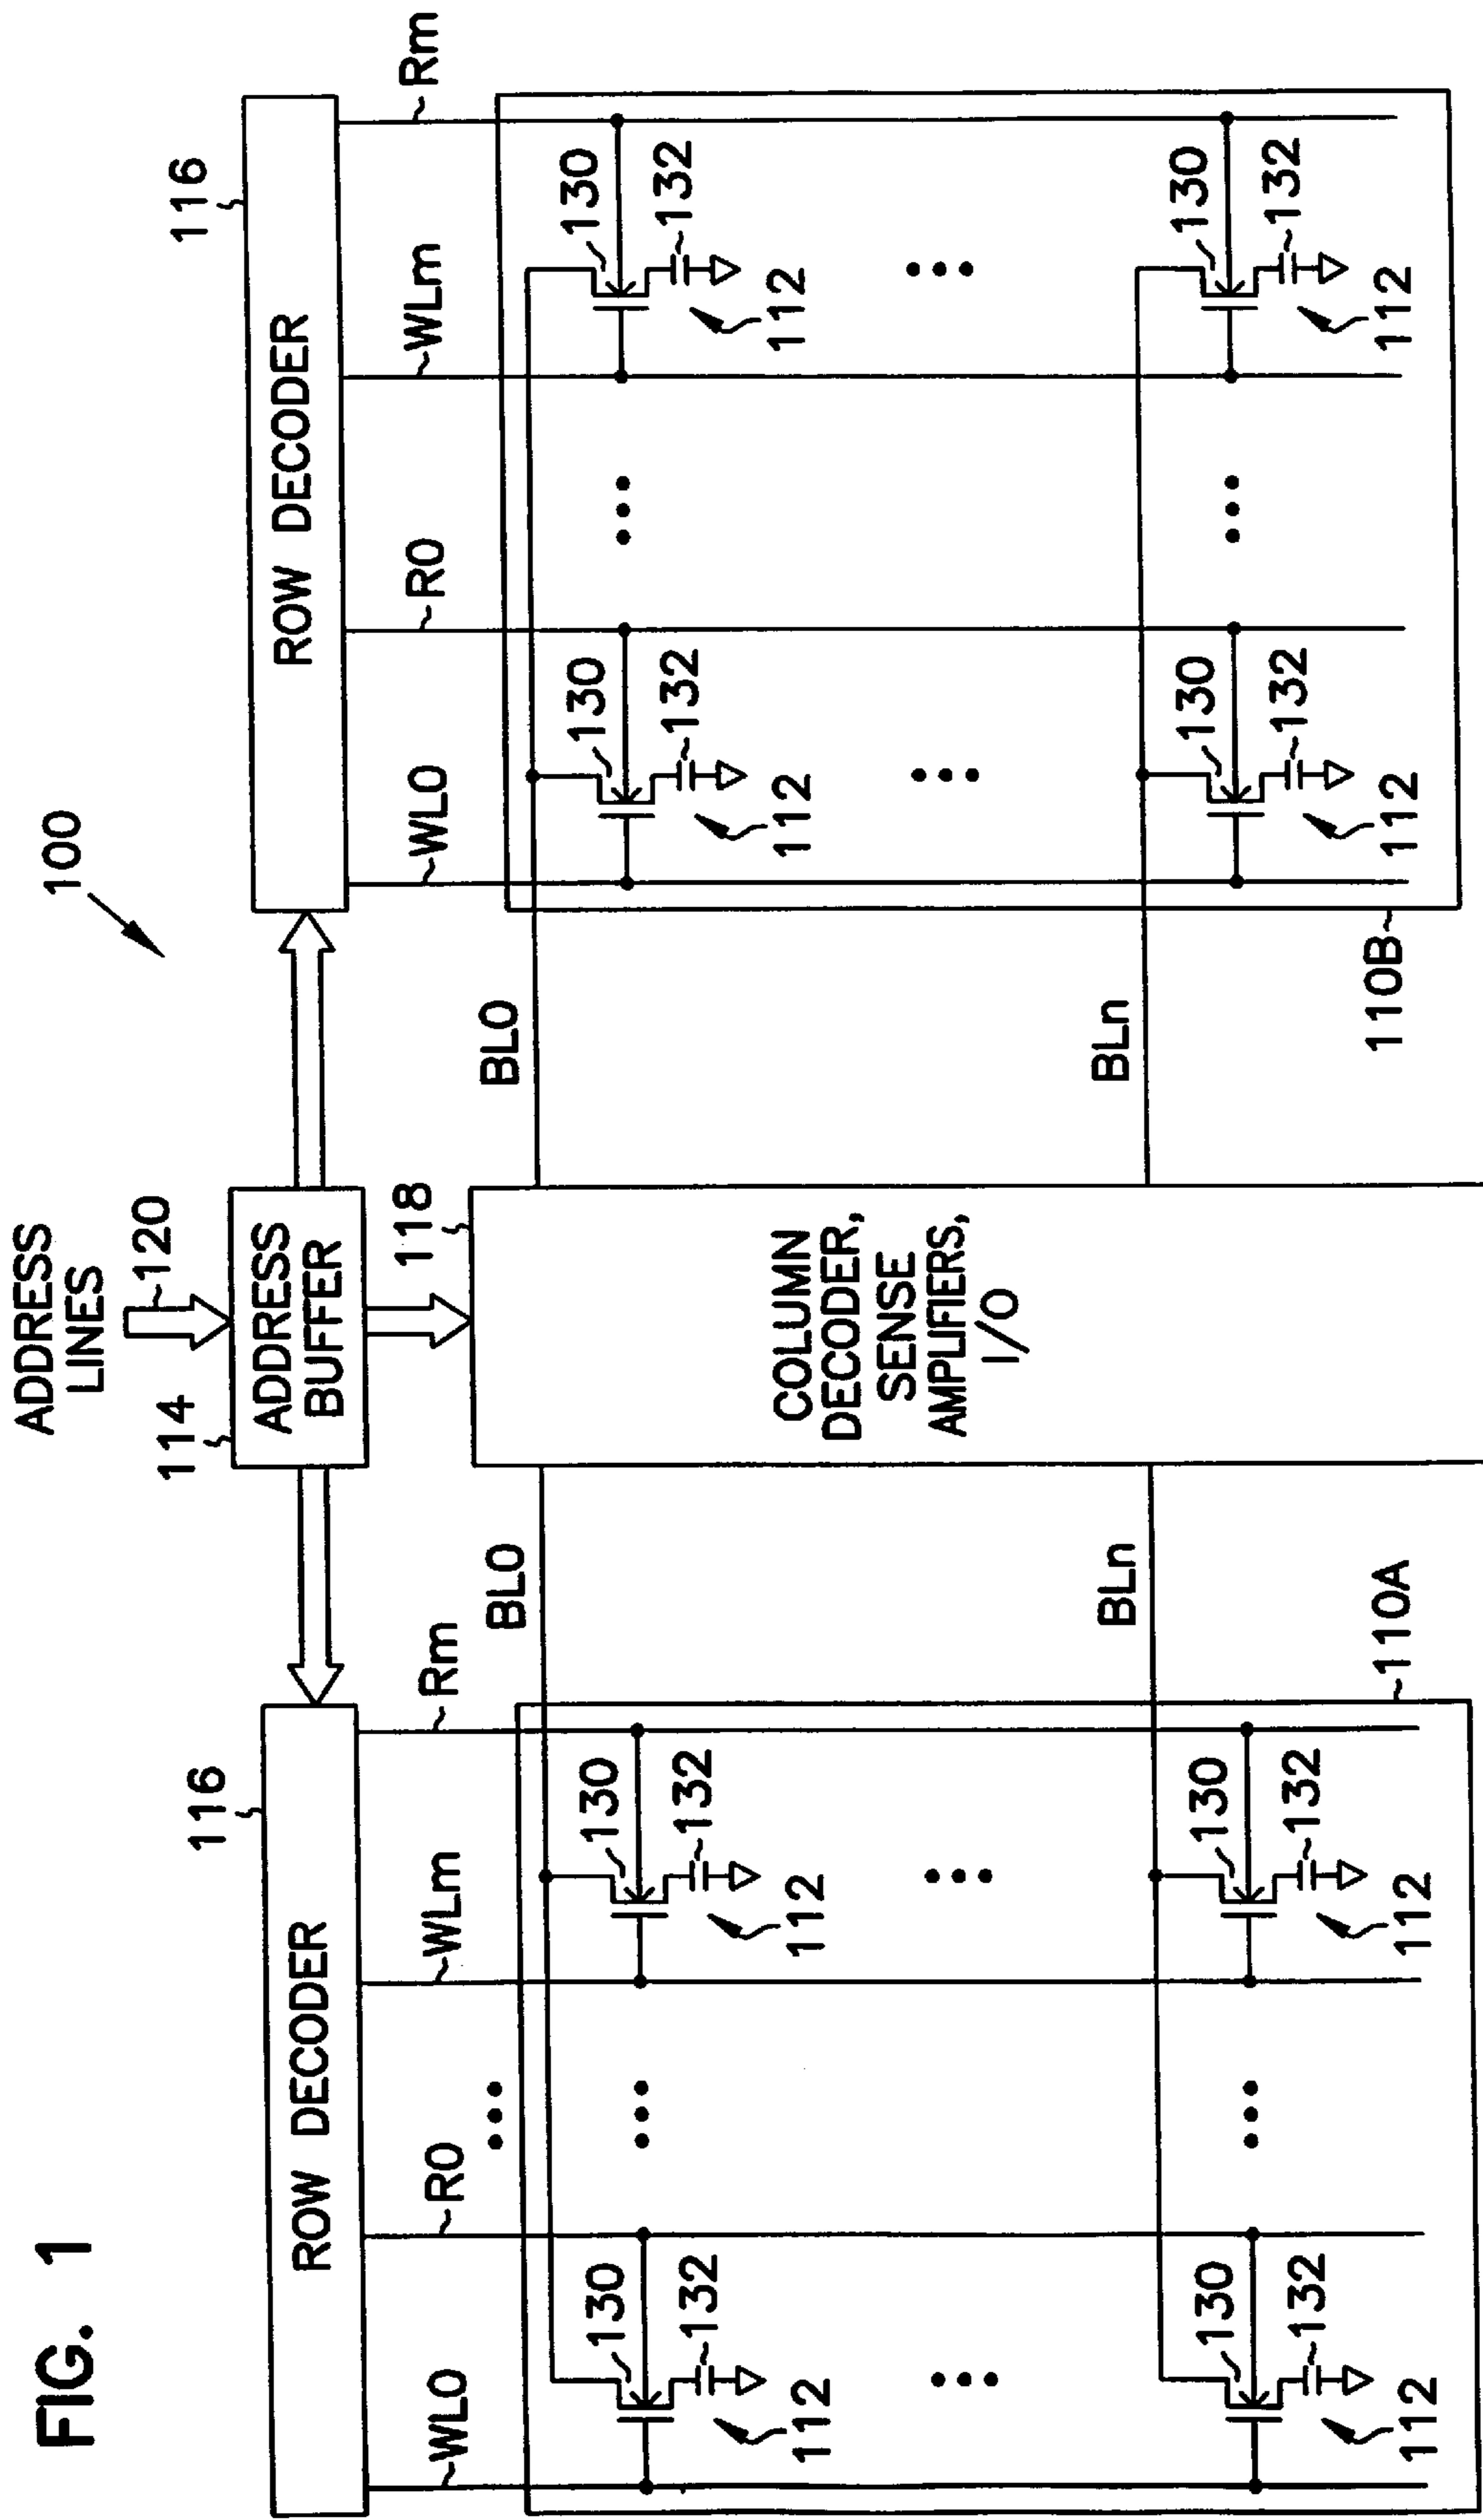 FIG. 1
ADDRESS
LINES
100
120
114
116
116
ADDRESS
BUFFER
ROW DECODER
ROW DECODER
118
WL0 R0 WLm Rm
WL0 R0 WLm Rm
BL0
BL0
130 130
130 130
132 132
132 132
112 112
112 112
COLUMN
DECODER,
SENSE
AMPLIFIERS,
I/O
BLn
BLn
130 130
130 130
132 132
132 132
112 112
112 112
110A
110B